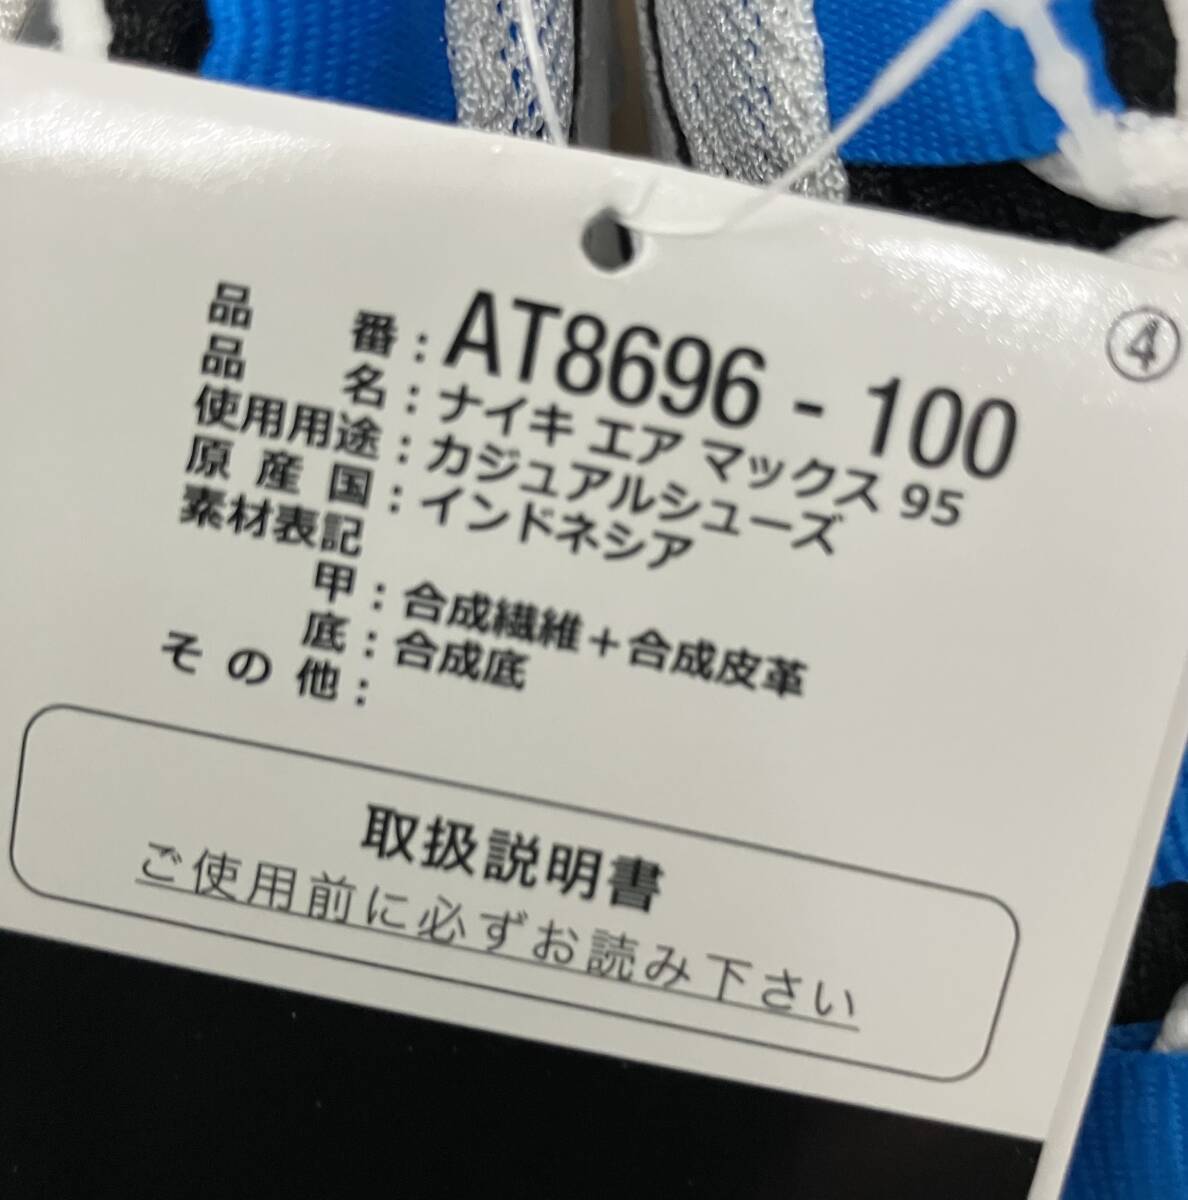 ④
品番：AT8696 - 100
品名：ナイキ エア マックス 95
使用用途：カジュアルシューズ
原産国：インドネシア
素材表記
甲：合成繊維＋合成皮革
底：合成底
その他：
取扱説明書
ご使用前に必ずお読み下さい